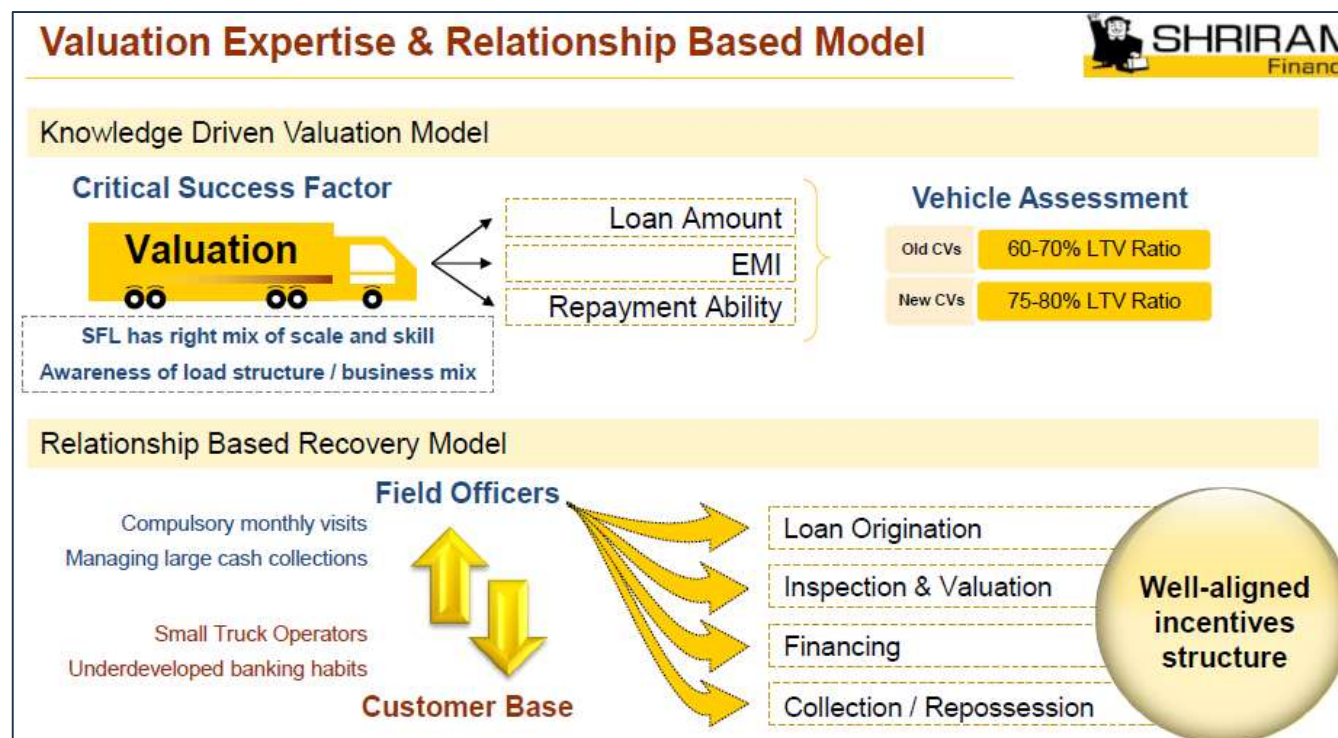 Valuation Expertise & Relationship Based Model
SHRIRAM
Financ
Knowledge Driven Valuation Model
Critical Success Factor
Valuation
SFL has right mix of scale and skill
Awareness of load structure / business mix
Loan Amount
EMI
Repayment Ability
Vehicle Assessment
Old CVs
60-70% LTV Ratio
New CVs
75-80% LTV Ratio
Relationship Based Recovery Model
Field Officers
Compulsory monthly visits
Managing large cash collections
Small Truck Operators
Underdeveloped banking habits
Customer Base
Loan Origination
Inspection & Valuation
Financing
Collection / Repossession
Well-aligned
incentives
structure